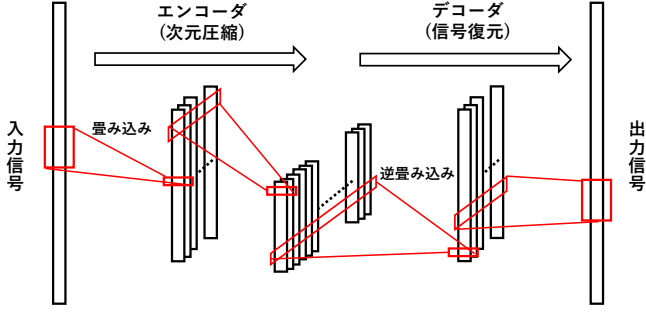 エンコーダ
(次元圧縮)
デコーダ
(信号復元)
入力信号
畳み込み
逆畳み込み
出力信号